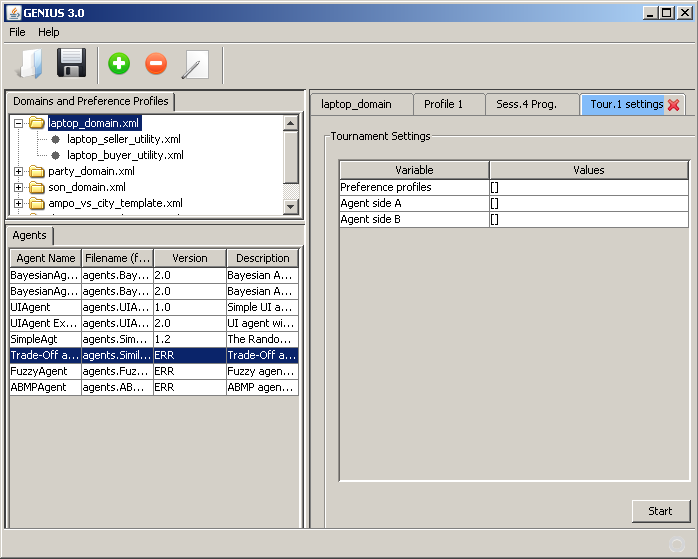 GENIUS 3.0
File Help
Domains and Preference Profiles
laptop_domain.xml
laptop_seller_utility.xml
laptop_buyer_utility.xml
party_domain.xml
son_domain.xml
ampo_vs_city_template.xml
Agents
Agent Name Filename (f... Version Description
BayesianAg... agents.Bay... 2.0 Bayesian A...
BayesianAg... agents.Bay... 2.0 Bayesian A...
UIAgent agents.UIA... 1.0 Simple UI a...
UIAgent Ex... agents.UIA... 2.0 UI agent wi...
SimpleAgt agents.Sim... 1.2 The Rando...
Trade-Off a... agents.Simil... ERR Trade-Off a...
FuzzyAgent agents.Fuz... ERR Fuzzy agen...
ABMPAgent agents.AB... ERR ABMP agen...
laptop_domain Profile 1 Sess.4 Prog. Tour.1 settings
Tournament Settings
Variable Values
Preference profiles []
Agent side A []
Agent side B []
Start